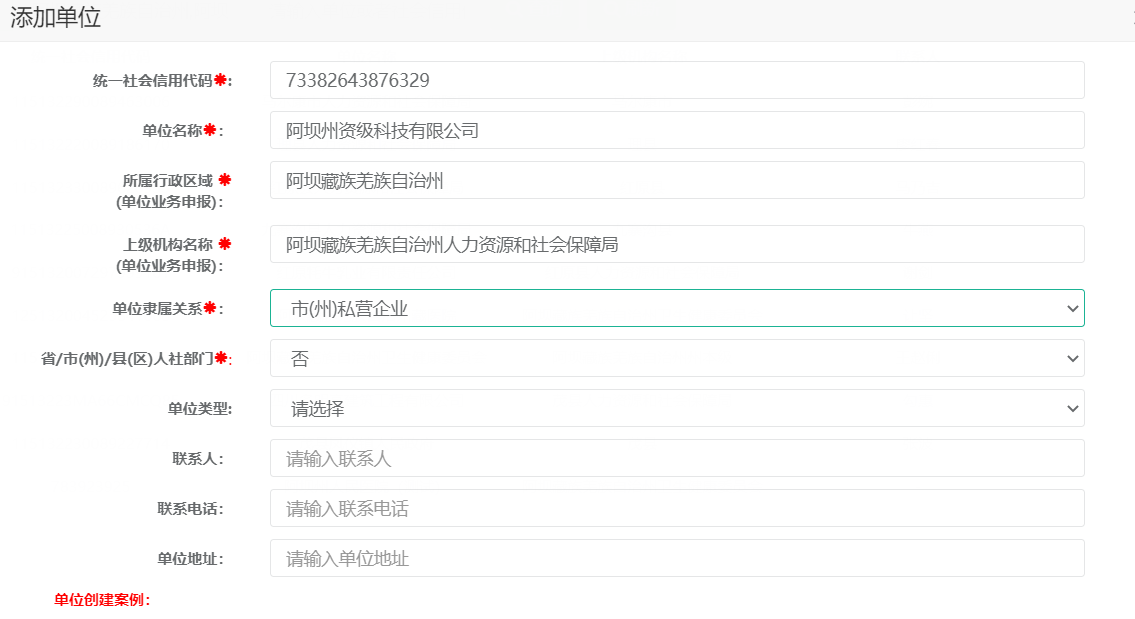 添加单位
统一社会信用代码✱: 73382643876329
单位名称✱: 阿坝州资级科技有限公司
所属行政区域 ✱ 阿坝藏族羌族自治州
(单位业务申报):
上级机构名称 ✱ 阿坝藏族羌族自治州人力资源和社会保障局
(单位业务申报):
单位隶属关系✱: 市(州)私营企业
省/市(州)/县(区)人社部门✱: 否
单位类型: 请选择
联系人: 请输入联系人
联系电话: 请输入联系电话
单位地址: 请输入单位地址
单位创建案例: